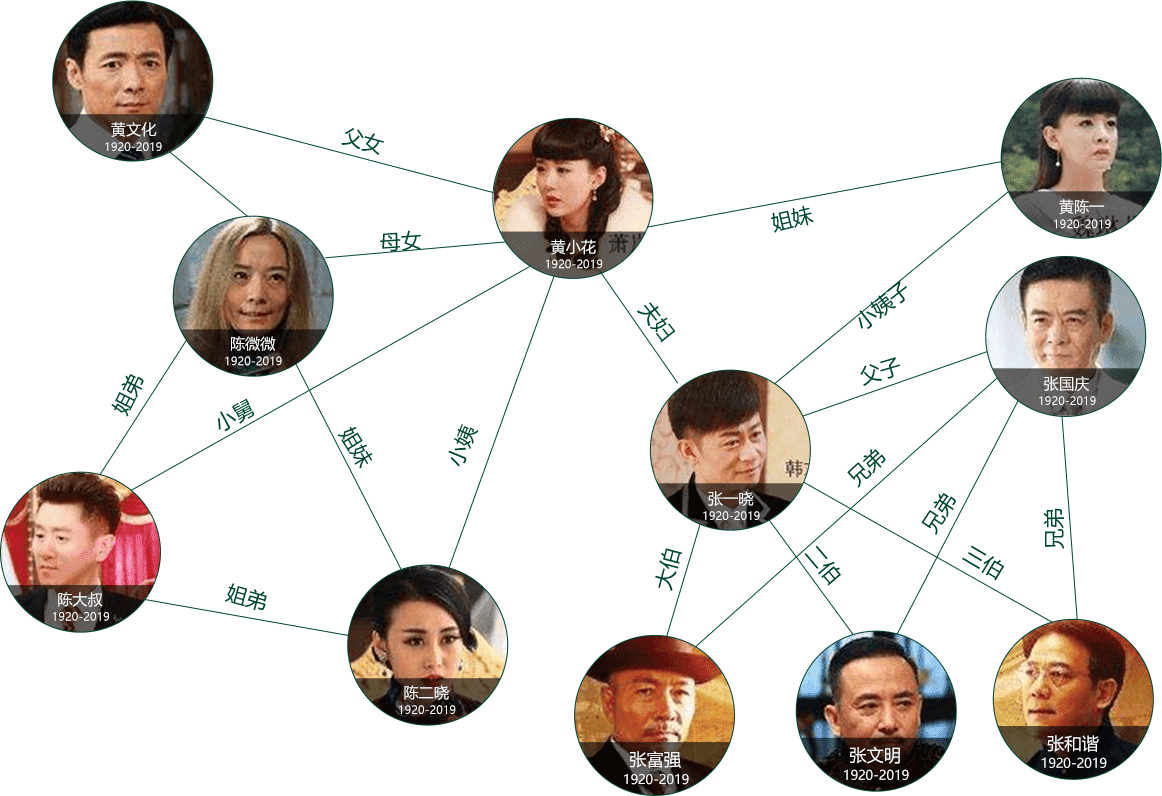 黄文化
1920-2019
父女
黄小花
1920-2019
姐妹
黄陈一
1920-2019
母女
陈微微
1920-2019
夫妇
小姨子
父子
张国庆
1920-2019
姐弟
小舅
姐妹
小姨
韩
张一晓
1920-2019
兄弟
兄弟
兄弟
陈大叔
1920-2019
姐弟
陈二晓
1920-2019
大伯
二伯
三伯
张富强
1920-2019
张文明
1920-2019
张和谐
1920-2019